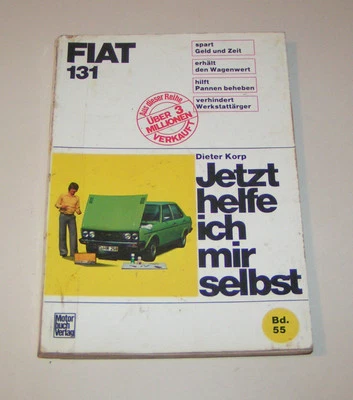 FIAT
131
spart
Geld und Zeit
erhält
den Wagenwert
hilft
Pannen beheben
verhindert
Werkstattärger
Aus dieser Reihe
ÜBER 3
MILLIONEN
VERKAUFT
Dieter Korp
Jetzt
helfe
ich
mir
selbst
Bd.
55
Motor
buch
Verlag